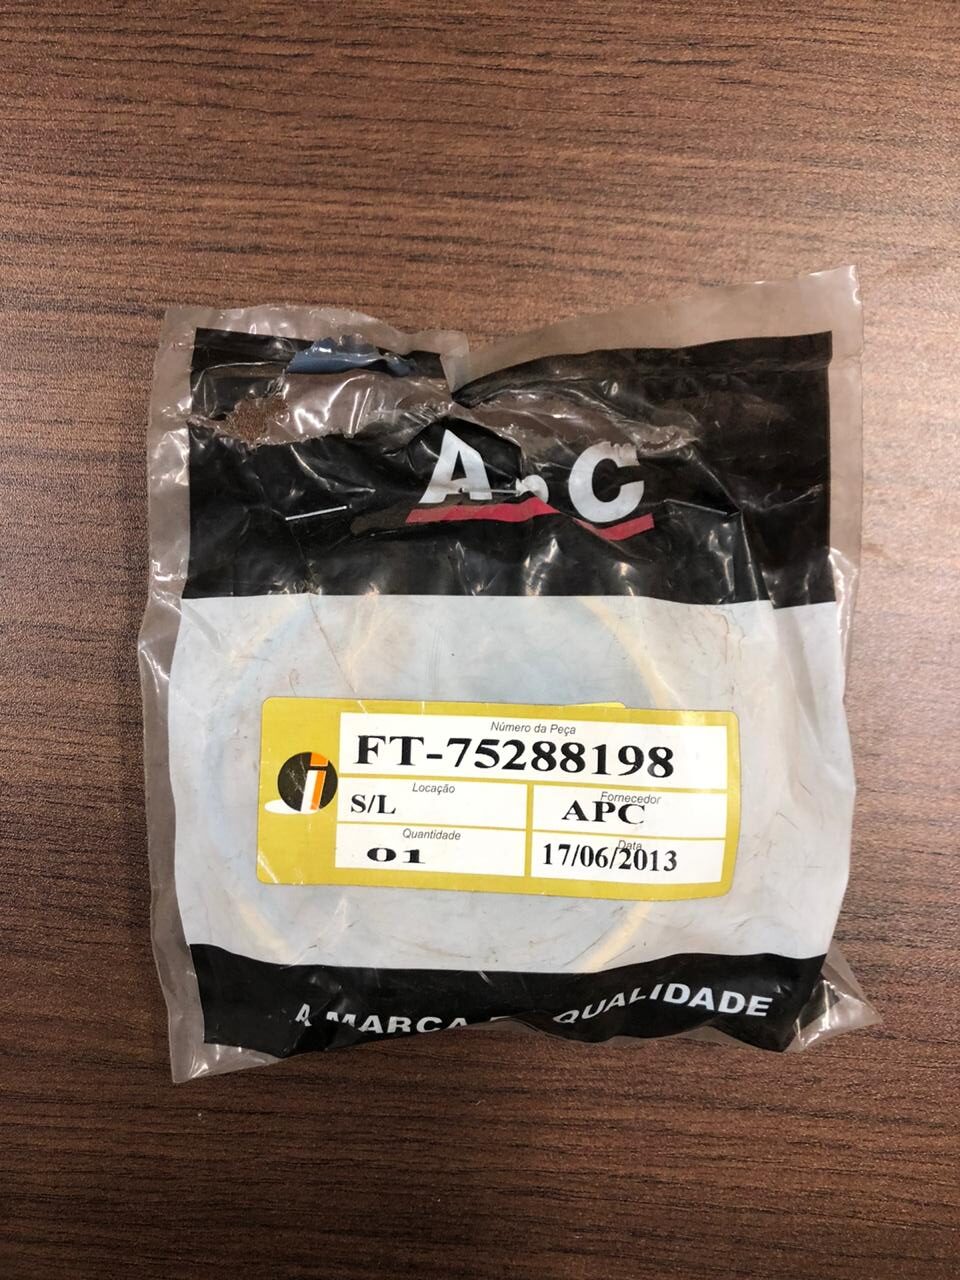 A C
Número da Peça
FT-75288198
Locação
S/L
Fornecedor
APC
Quantidade
01
Data
17/06/2013
A MARCA QUALIDADE